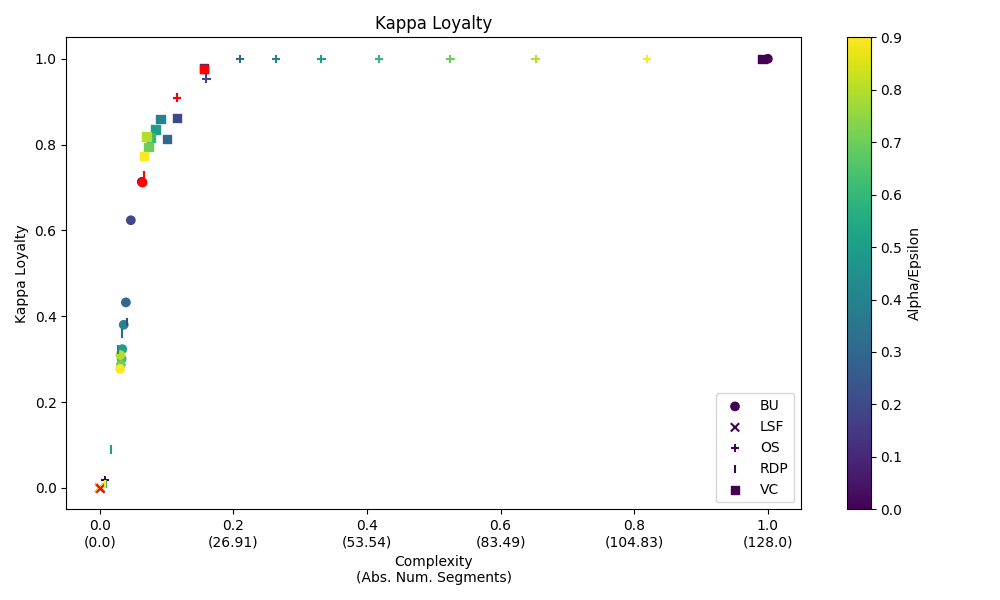 Kappa Loyalty
1.0
0.8
0.6
0.4
0.2
0.0
Kappa Loyalty
0.0
(0.0)
0.2
(26.91)
0.4
(53.54)
0.6
(83.49)
0.8
(104.83)
1.0
(128.0)
Complexity
(Abs. Num. Segments)
BU
LSF
OS
RDP
VC
0.9
0.8
0.7
0.6
0.5
0.4
0.3
0.2
0.1
0.0
Alpha/Epsilon